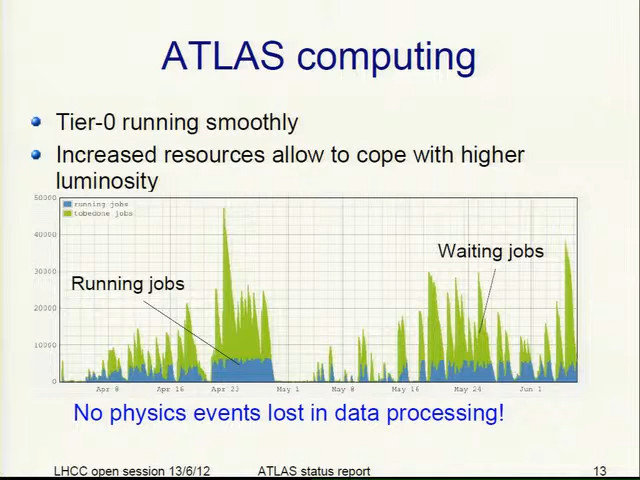 ATLAS computing
Tier-0 running smoothly
Increased resources allow to cope with higher
luminosity
50000
running jobs
tobedone jobs
40000
Waiting jobs
30000
Running jobs
20000
10000
0
Apr 8 Apr 16 Apr 22 May 1 May 8 May 16 May 24 Jun 1
No physics events lost in data processing!
LHCC open session 13/6/12 ATLAS status report 13